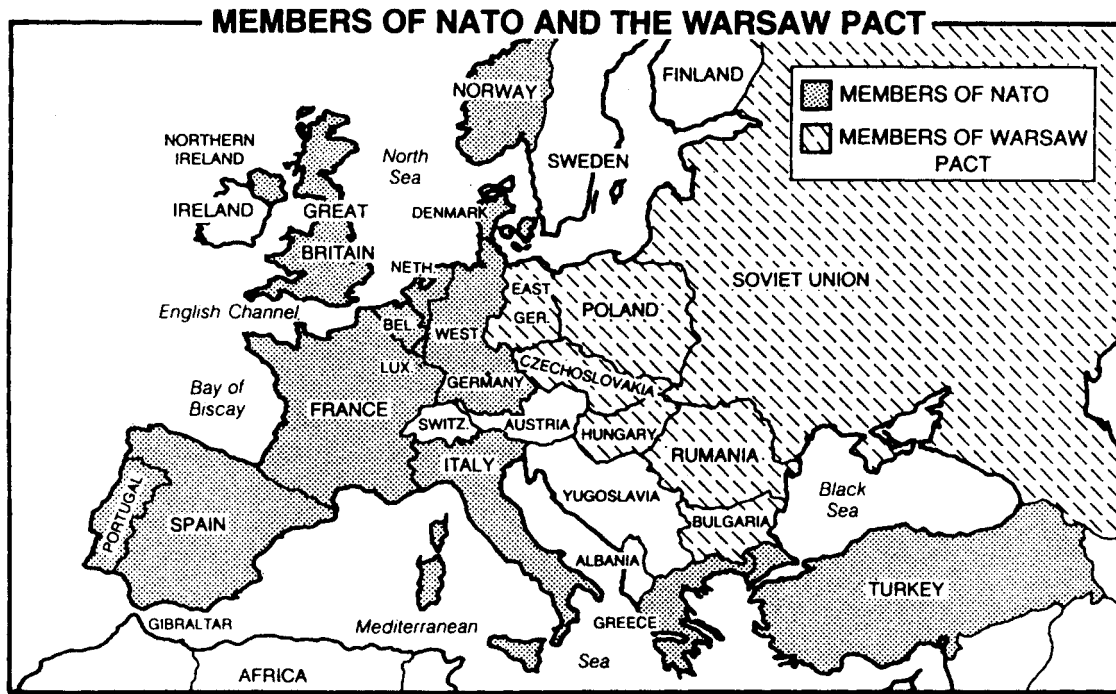 MEMBERS OF NATO AND THE WARSAW PACT
FINLAND
NORWAY
MEMBERS OF NATO
MEMBERS OF WARSAW
PACT
NORTHERN
IRELAND
North
Sea
SWEDEN
IRELAND
GREAT
BRITAIN
DENMARK
NETH.
EAST
GER.
POLAND
SOVIET UNION
English Channel
BEL
WEST
GERMANY
LUX
CZECHOSLOVAKIA
Bay of
Biscay
FRANCE
SWITZ.
AUSTRIA
HUNGARY
RUMANIA
ITALY
YUGOSLAVIA
Black
Sea
PORTUGAL
SPAIN
BULGARIA
ALBANIA
TURKEY
GIBRALTAR
Mediterranean
Sea
GREECE
AFRICA